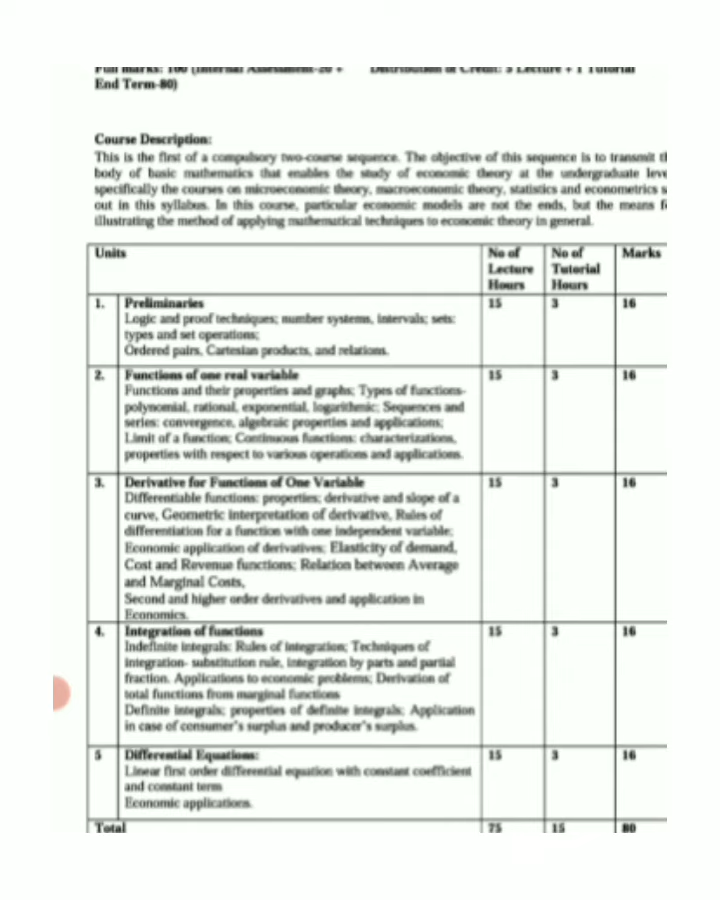 Full marks: 100 (Internal Assessment-20 + Distribution of Credit: 3 Lecture + 1 Tutorial
End Term-80)
Course Description:
This is the first of a compulsory two-course sequence. The objective of this sequence is to transmit th
body of basic mathematics that enables the study of economic theory at the undergraduate leve
specifically the courses on microeconomic theory, macroeconomic theory, statistics and econometrics s
out in this syllabus. In this course, particular economic models are not the ends, but the means f
illustrating the method of applying mathematical techniques to economic theory in general.
Units No of Lecture Hours No of Tutorial Hours Marks
1. Preliminaries 15 3 16
Logic and proof techniques; number systems, intervals; sets:
types and set operations;
Ordered pairs, Cartesian products, and relations.
2. Functions of one real variable 15 3 16
Functions and their properties and graphs; Types of functions-
polynomial, rational, exponential, logarithmic; Sequences and
series: convergence, algebraic properties and applications;
Limit of a function; Continuous functions: characterizations,
properties with respect to various operations and applications.
3. Derivative for Functions of One Variable 15 3 16
Differentiable functions: properties; derivative and slope of a
curve, Geometric interpretation of derivative, Rules of
differentiation for a function with one independent variable;
Economic application of derivatives; Elasticity of demand,
Cost and Revenue functions; Relation between Average
and Marginal Costs,
Second and higher order derivatives and application in
Economics.
4. Integration of functions 15 3 16
Indefinite integrals: Rules of integration; Techniques of
integration- substitution rule, integration by parts and partial
fraction. Applications to economic problems; Derivation of
total functions from marginal functions
Definite integrals; properties of definite integrals; Application
in case of consumer's surplus and producer's surplus.
5 Differential Equations: 15 3 16
Linear first order differential equation with constant coefficient
and constant term
Economic applications.
Total 75 15 80